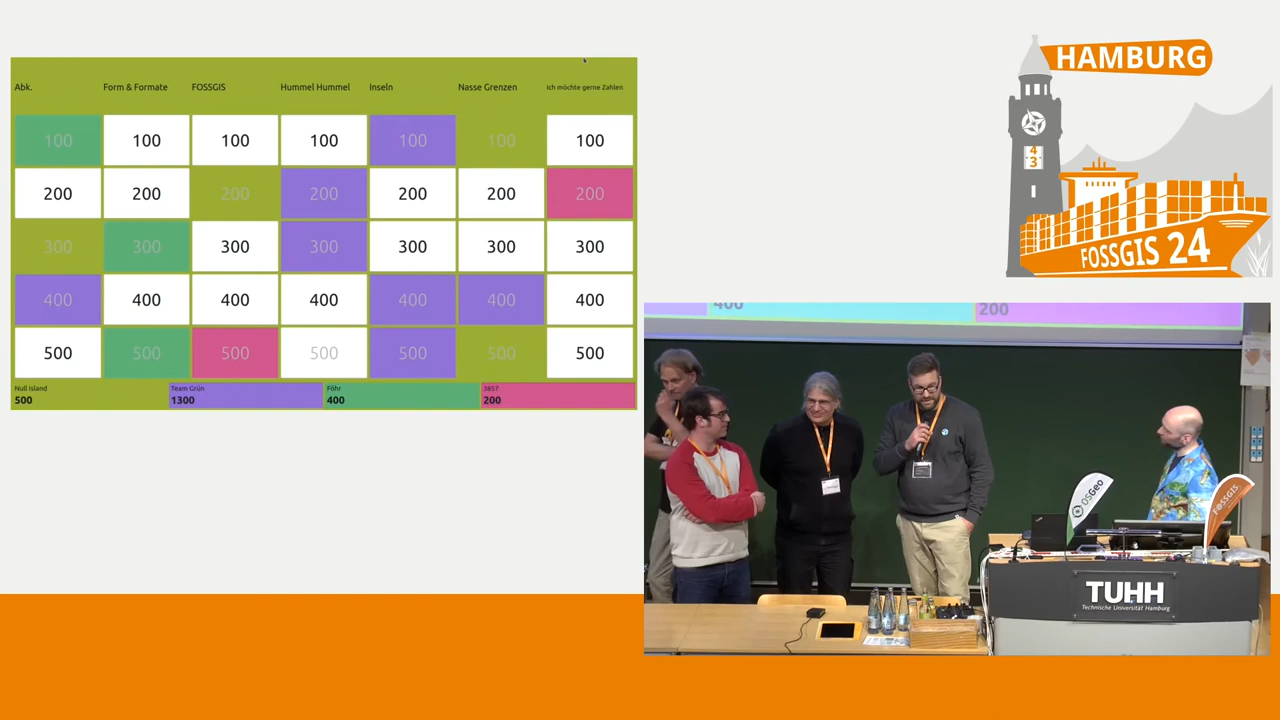 Abk. Form & Formate FOSSGIS Hummel Hummel Inseln Nasse Grenzen Ich möchte gerne Zahlen
100 100 100 100 100 100 100
200 200 200 200 200 200 200
300 300 300 300 300 300 300
400 400 400 400 400 400 400
500 500 500 500 500 500 500
Null Island Team Grün Föhr 3857
500 1300 400 200
HAMBURG
4
3
FOSSGIS 24
400 200
OSGeo
FOSSGIS
TUHH
Technische Universität Hamburg